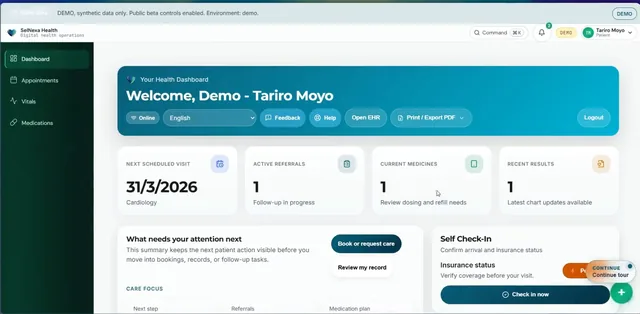 DEMO, synthetic data only. Public beta controls enabled. Environment: demo.
DEMO
SelNexa Health
Digital health operations
Command ⌘K
2
DEMO
Tariro Moyo
Patient
Dashboard
Appointments
Vitals
Medications
Your Health Dashboard
Welcome, Demo - Tariro Moyo
Online
English
Feedback
Help
Open EHR
Print / Export PDF
Logout
NEXT SCHEDULED VISIT
31/3/2026
Cardiology
ACTIVE REFERRALS
1
Follow-up in progress
CURRENT MEDICINES
1
Review dosing and refill needs
RECENT RESULTS
1
Latest chart updates available
What needs your attention next
This summary keeps the next patient action visible before you
move into bookings, records, or follow-up tasks.
Book or request care
Review my record
CARE FOCUS
Next step
Referrals
Medication plan
Self Check-In
Confirm arrival and insurance status
Insurance status
Verify coverage before your visit.
Check in now
CONTINUE
Continue tour